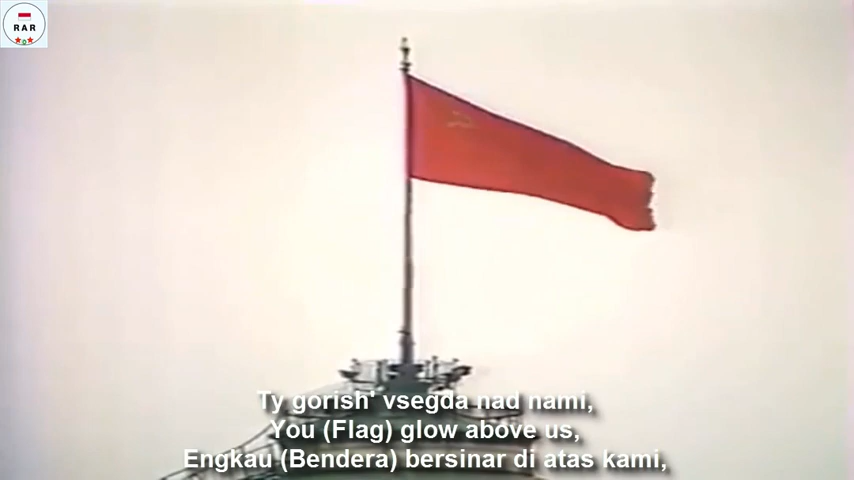 RAR
Ty gorish' vsegda nad nami,
You (Flag) glow above us,
Engkau (Bendera) bersinar di atas kami,